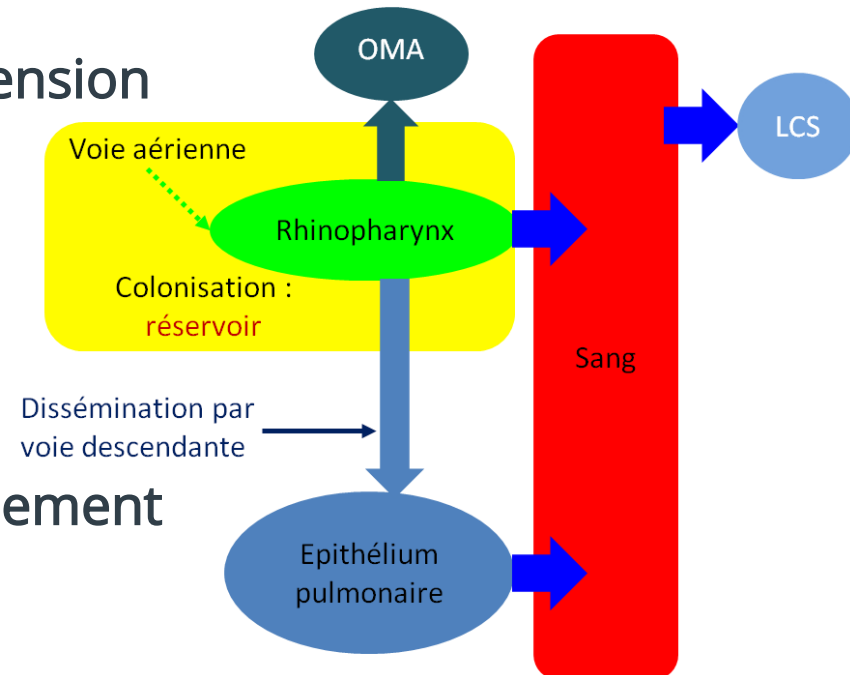 OMA
ension
LCS
Voie aérienne
Rhinopharynx
Colonisation :
réservoir
Sang
Dissémination par
voie descendante
ement
Epithélium
pulmonaire